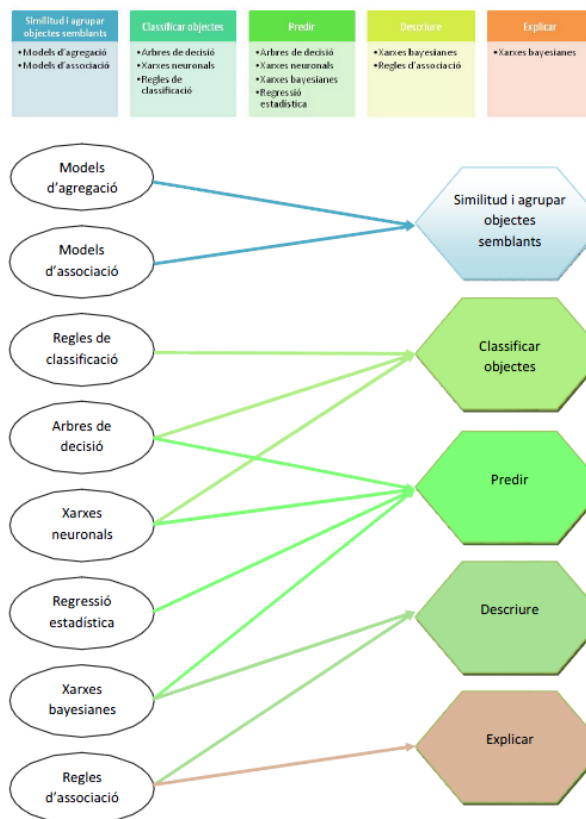 Similitud i agrupar
objectes semblants
•Models d'agregació
•Models d'associació
Classificar objectes
•Arbres de decisió
•Xarxes neuronals
•Regles de
classificació
Predir
•Arbres de decisió
•Xarxes neuronals
•Xarxes bayesianes
•Regressió
estadística
Descriure
•Xarxes bayesianes
•Regles d'associació
Explicar
•Xarxes bayesianes
Models
d'agregació
Models
d'associació
Regles de
classificació
Arbres de
decisió
Xarxes
neuronals
Regressió
estadística
Xarxes
bayesianes
Regles
d'associació
Similitud i agrupar
objectes
semblants
Classificar
objectes
Predir
Descriure
Explicar